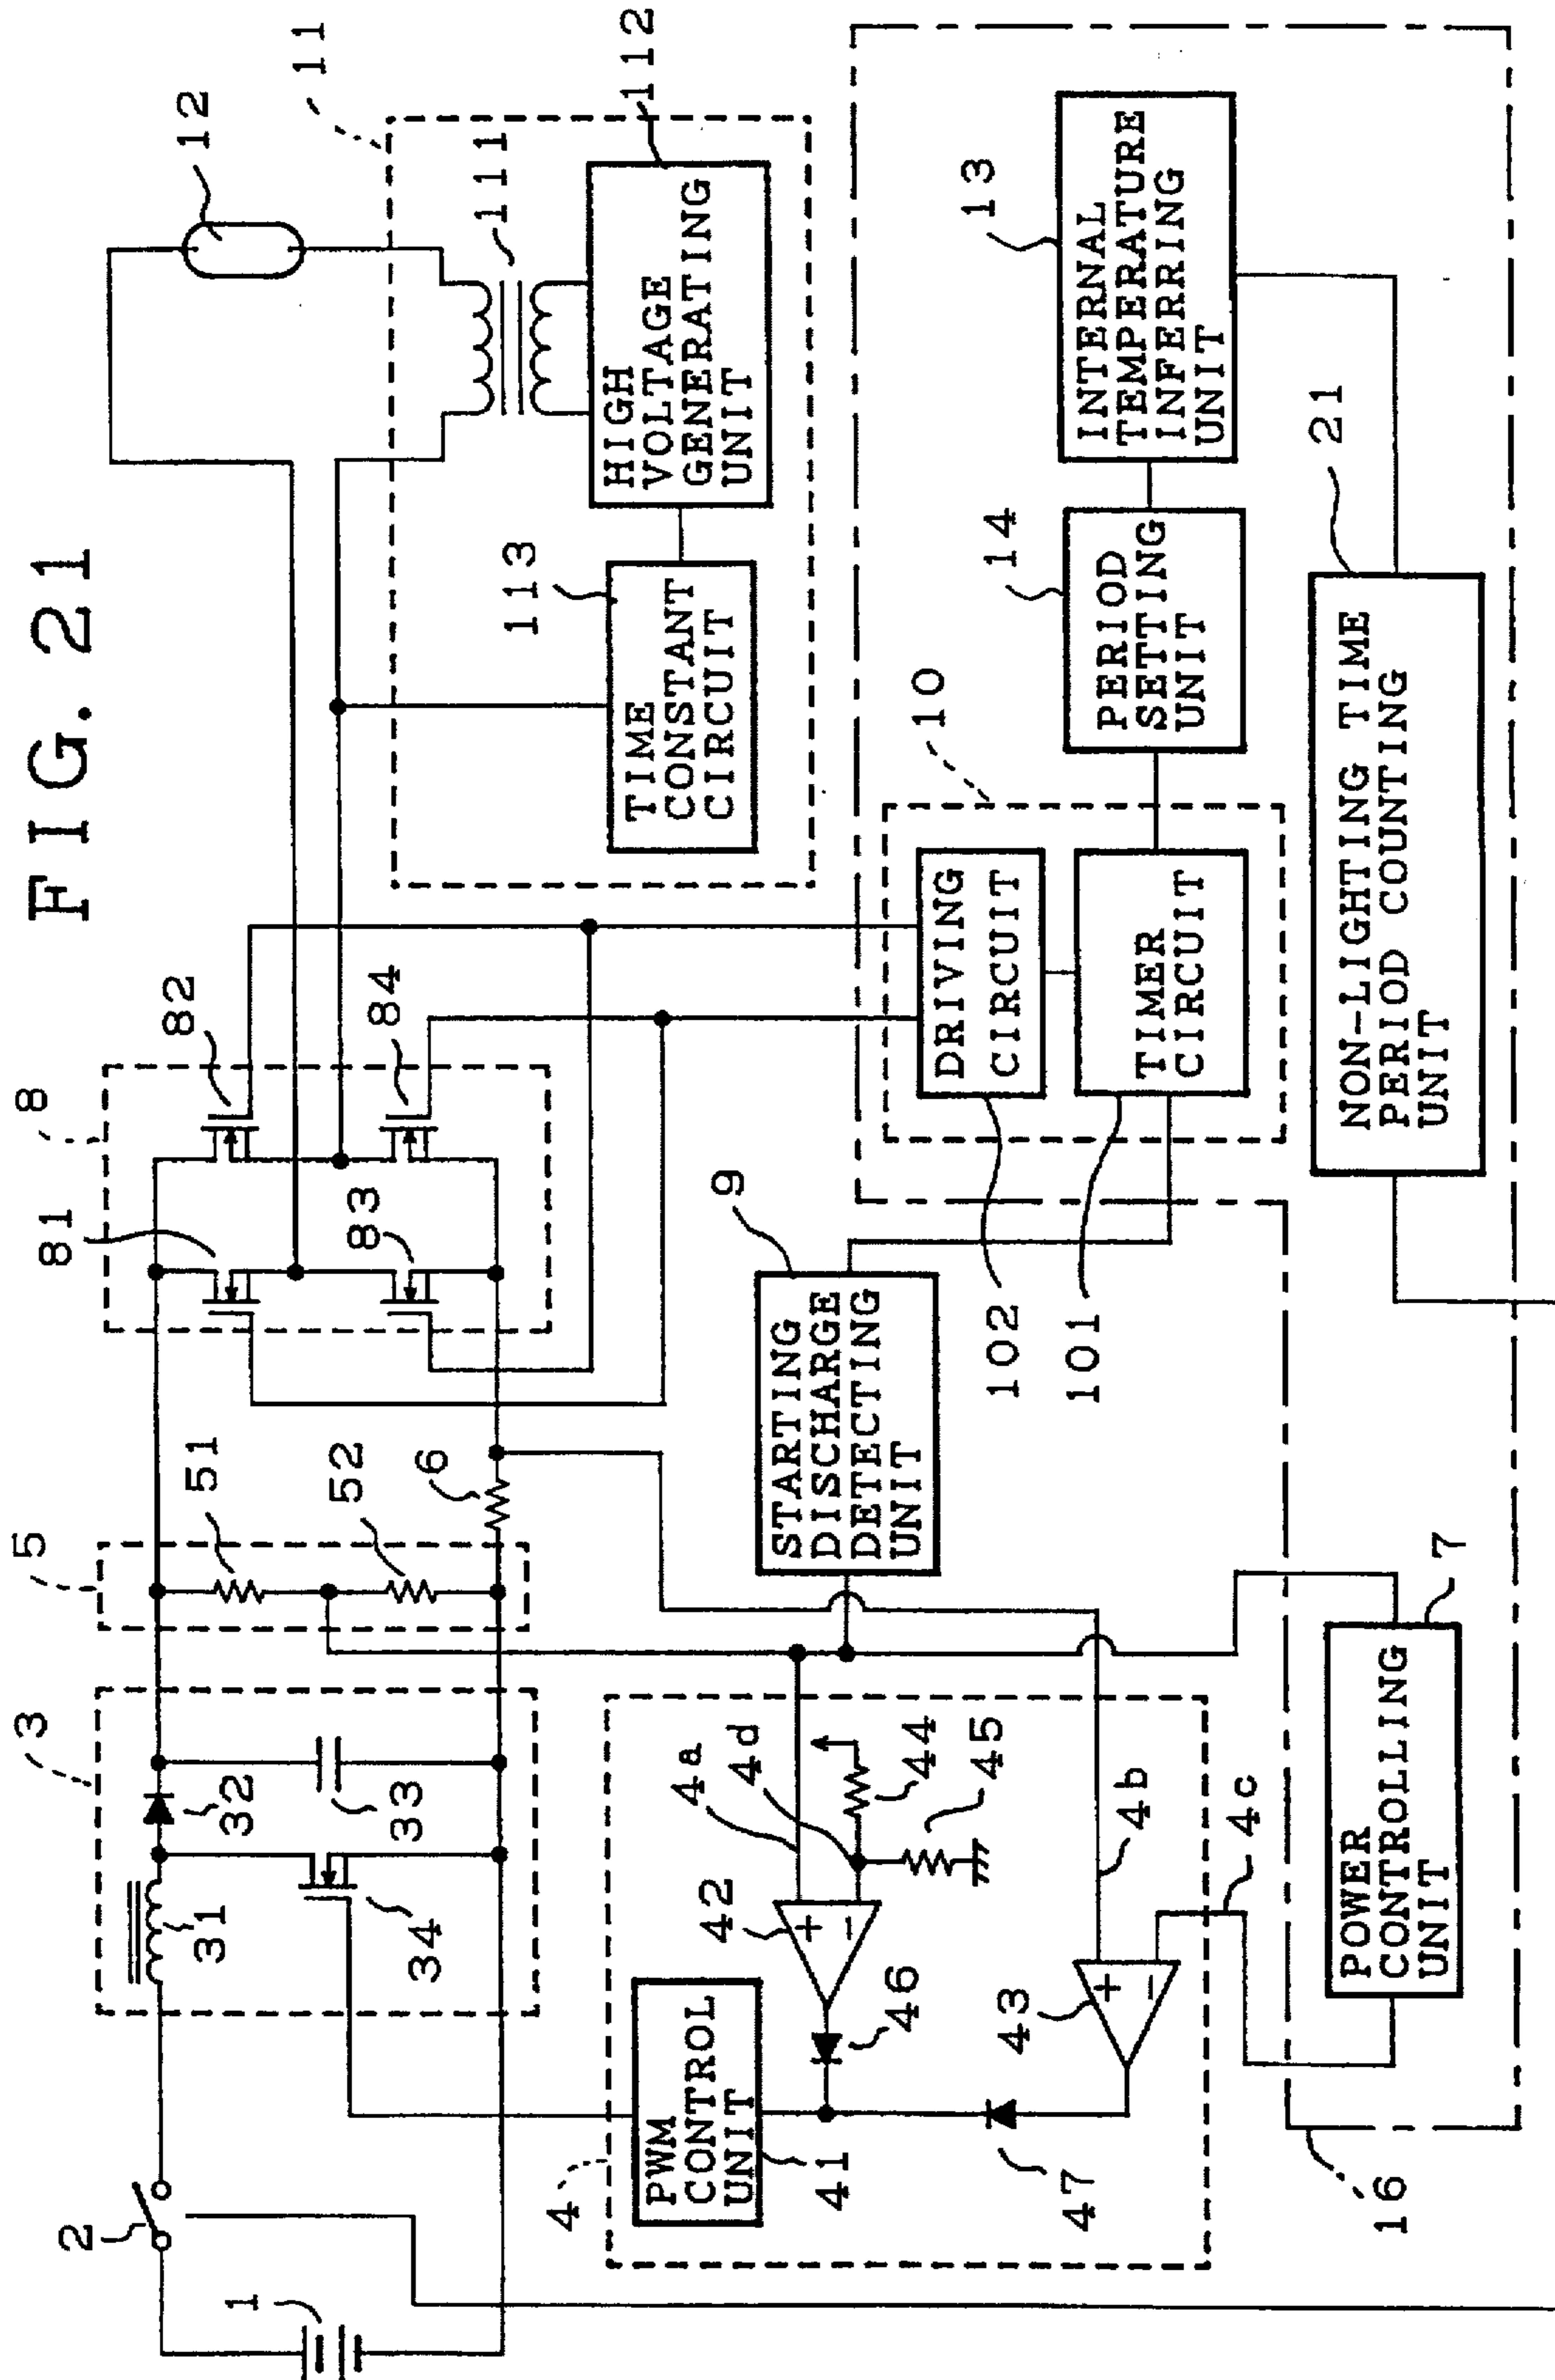 FIG. 21
1
2
3
31
32
33
34
5
51
52
6
8
81
82
83
84
12
11
111
112
HIGH
VOLTAGE
GENERATING
UNIT
113
TIME
CONSTANT
CIRCUIT
4
PWM
CONTROL
UNIT
41
42
+
−
43
+
−
44
45
46
47
4a
4d
4b
4c
9
STARTING
DISCHARGE
DETECTING
UNIT
10
DRIVING
CIRCUIT
102
TIMER
CIRCUIT
101
14
PERIOD
SETTING
UNIT
13
INTERNAL
TEMPERATURE
INFERRING
UNIT
7
POWER
CONTROLLING
UNIT
21
NON-LIGHTING TIME
PERIOD COUNTING
UNIT
16